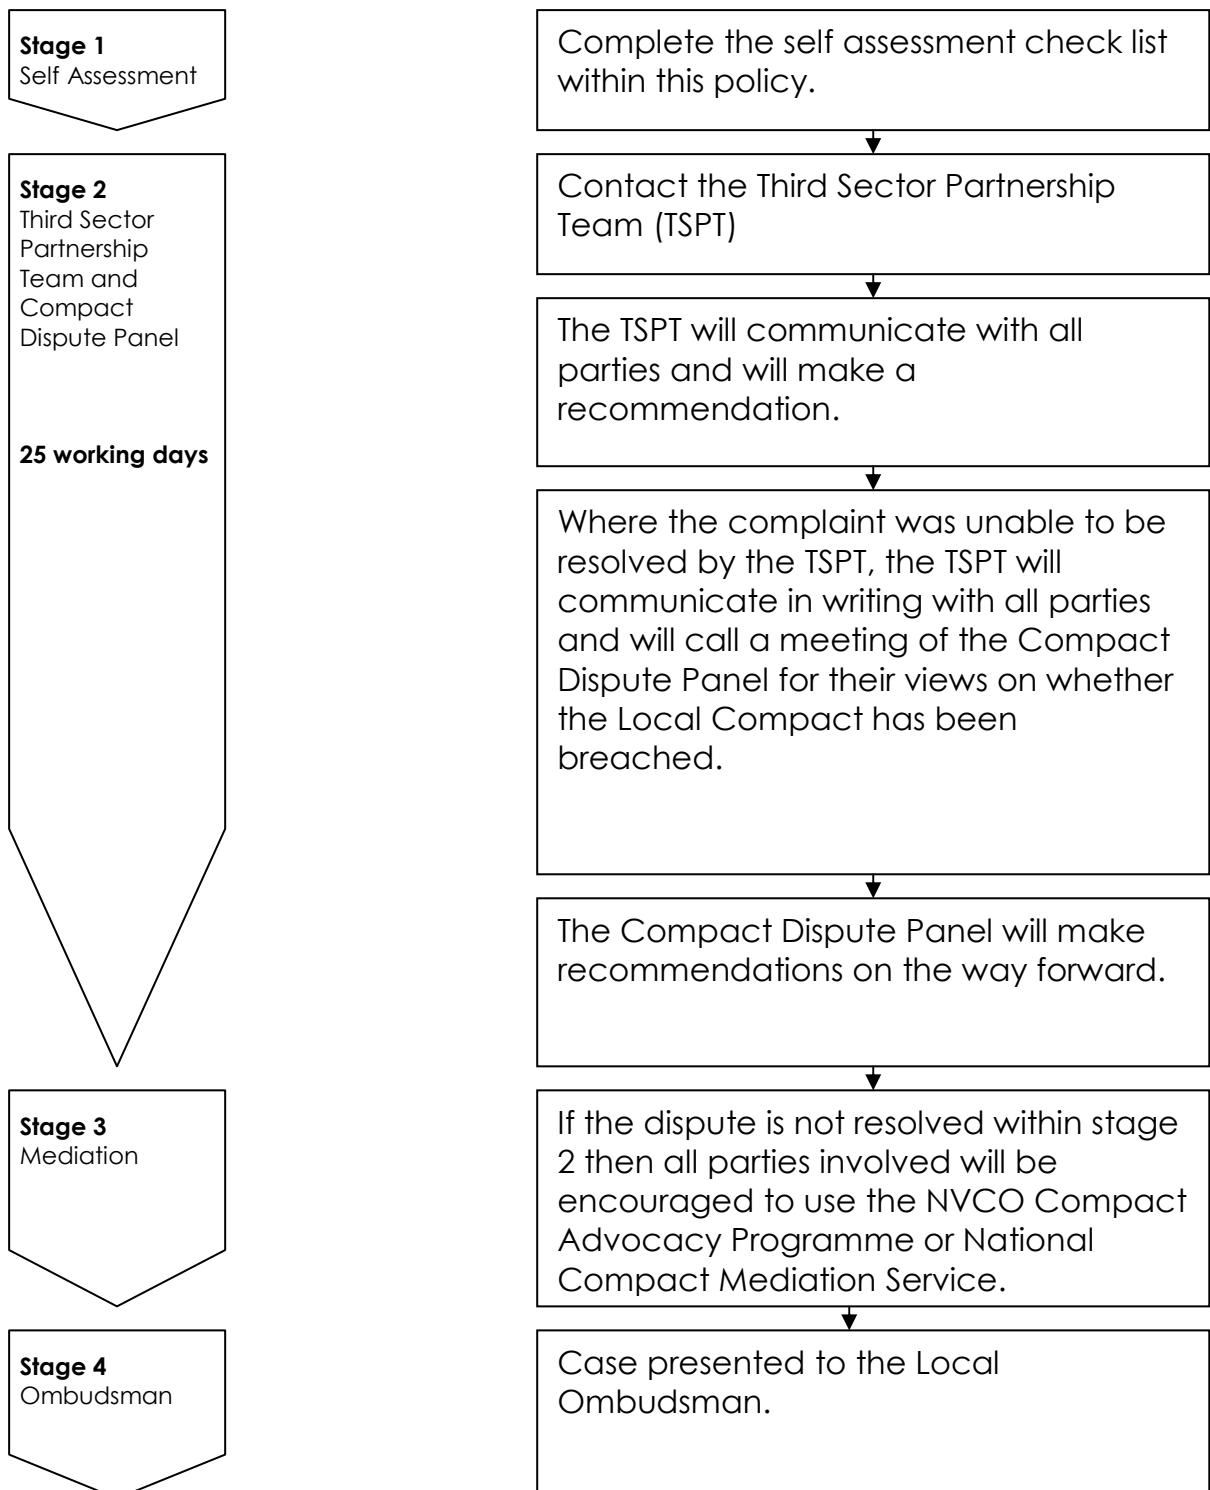 Stage 1
Self Assessment
Complete the self assessment check list
within this policy.
Stage 2
Third Sector
Partnership
Team and
Compact
Dispute Panel
25 working days
Contact the Third Sector Partnership
Team (TSPT)
The TSPT will communicate with all
parties and will make a
recommendation.
Where the complaint was unable to be
resolved by the TSPT, the TSPT will
communicate in writing with all parties
and will call a meeting of the Compact
Dispute Panel for their views on whether
the Local Compact has been
breached.
The Compact Dispute Panel will make
recommendations on the way forward.
Stage 3
Mediation
If the dispute is not resolved within stage
2 then all parties involved will be
encouraged to use the NVCO Compact
Advocacy Programme or National
Compact Mediation Service.
Stage 4
Ombudsman
Case presented to the Local
Ombudsman.